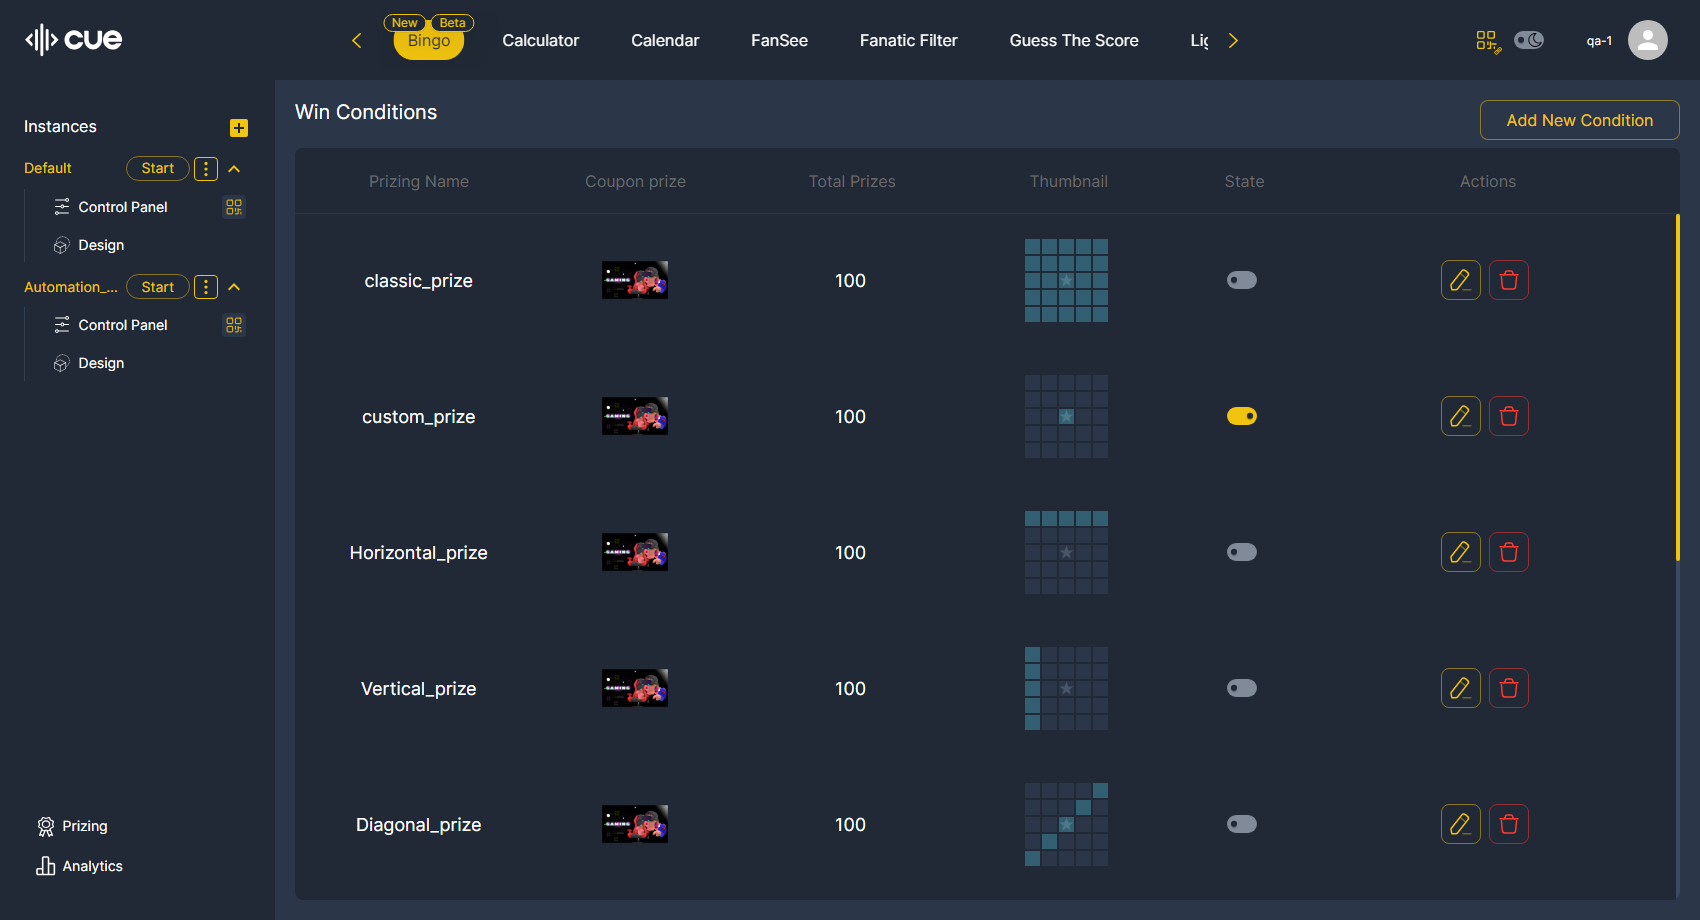 cue
New Beta
Bingo Calculator Calendar FanSee Fanatic Filter Guess The Score Lig
qa-1
Instances
Default Start
Control Panel
Design
Automation_... Start
Control Panel
Design
Prizing
Analytics
Win Conditions
Add New Condition
Prizing Name Coupon prize Total Prizes Thumbnail State Actions
classic_prize GAMING 100
custom_prize GAMING 100
Horizontal_prize GAMING 100
Vertical_prize GAMING 100
Diagonal_prize GAMING 100